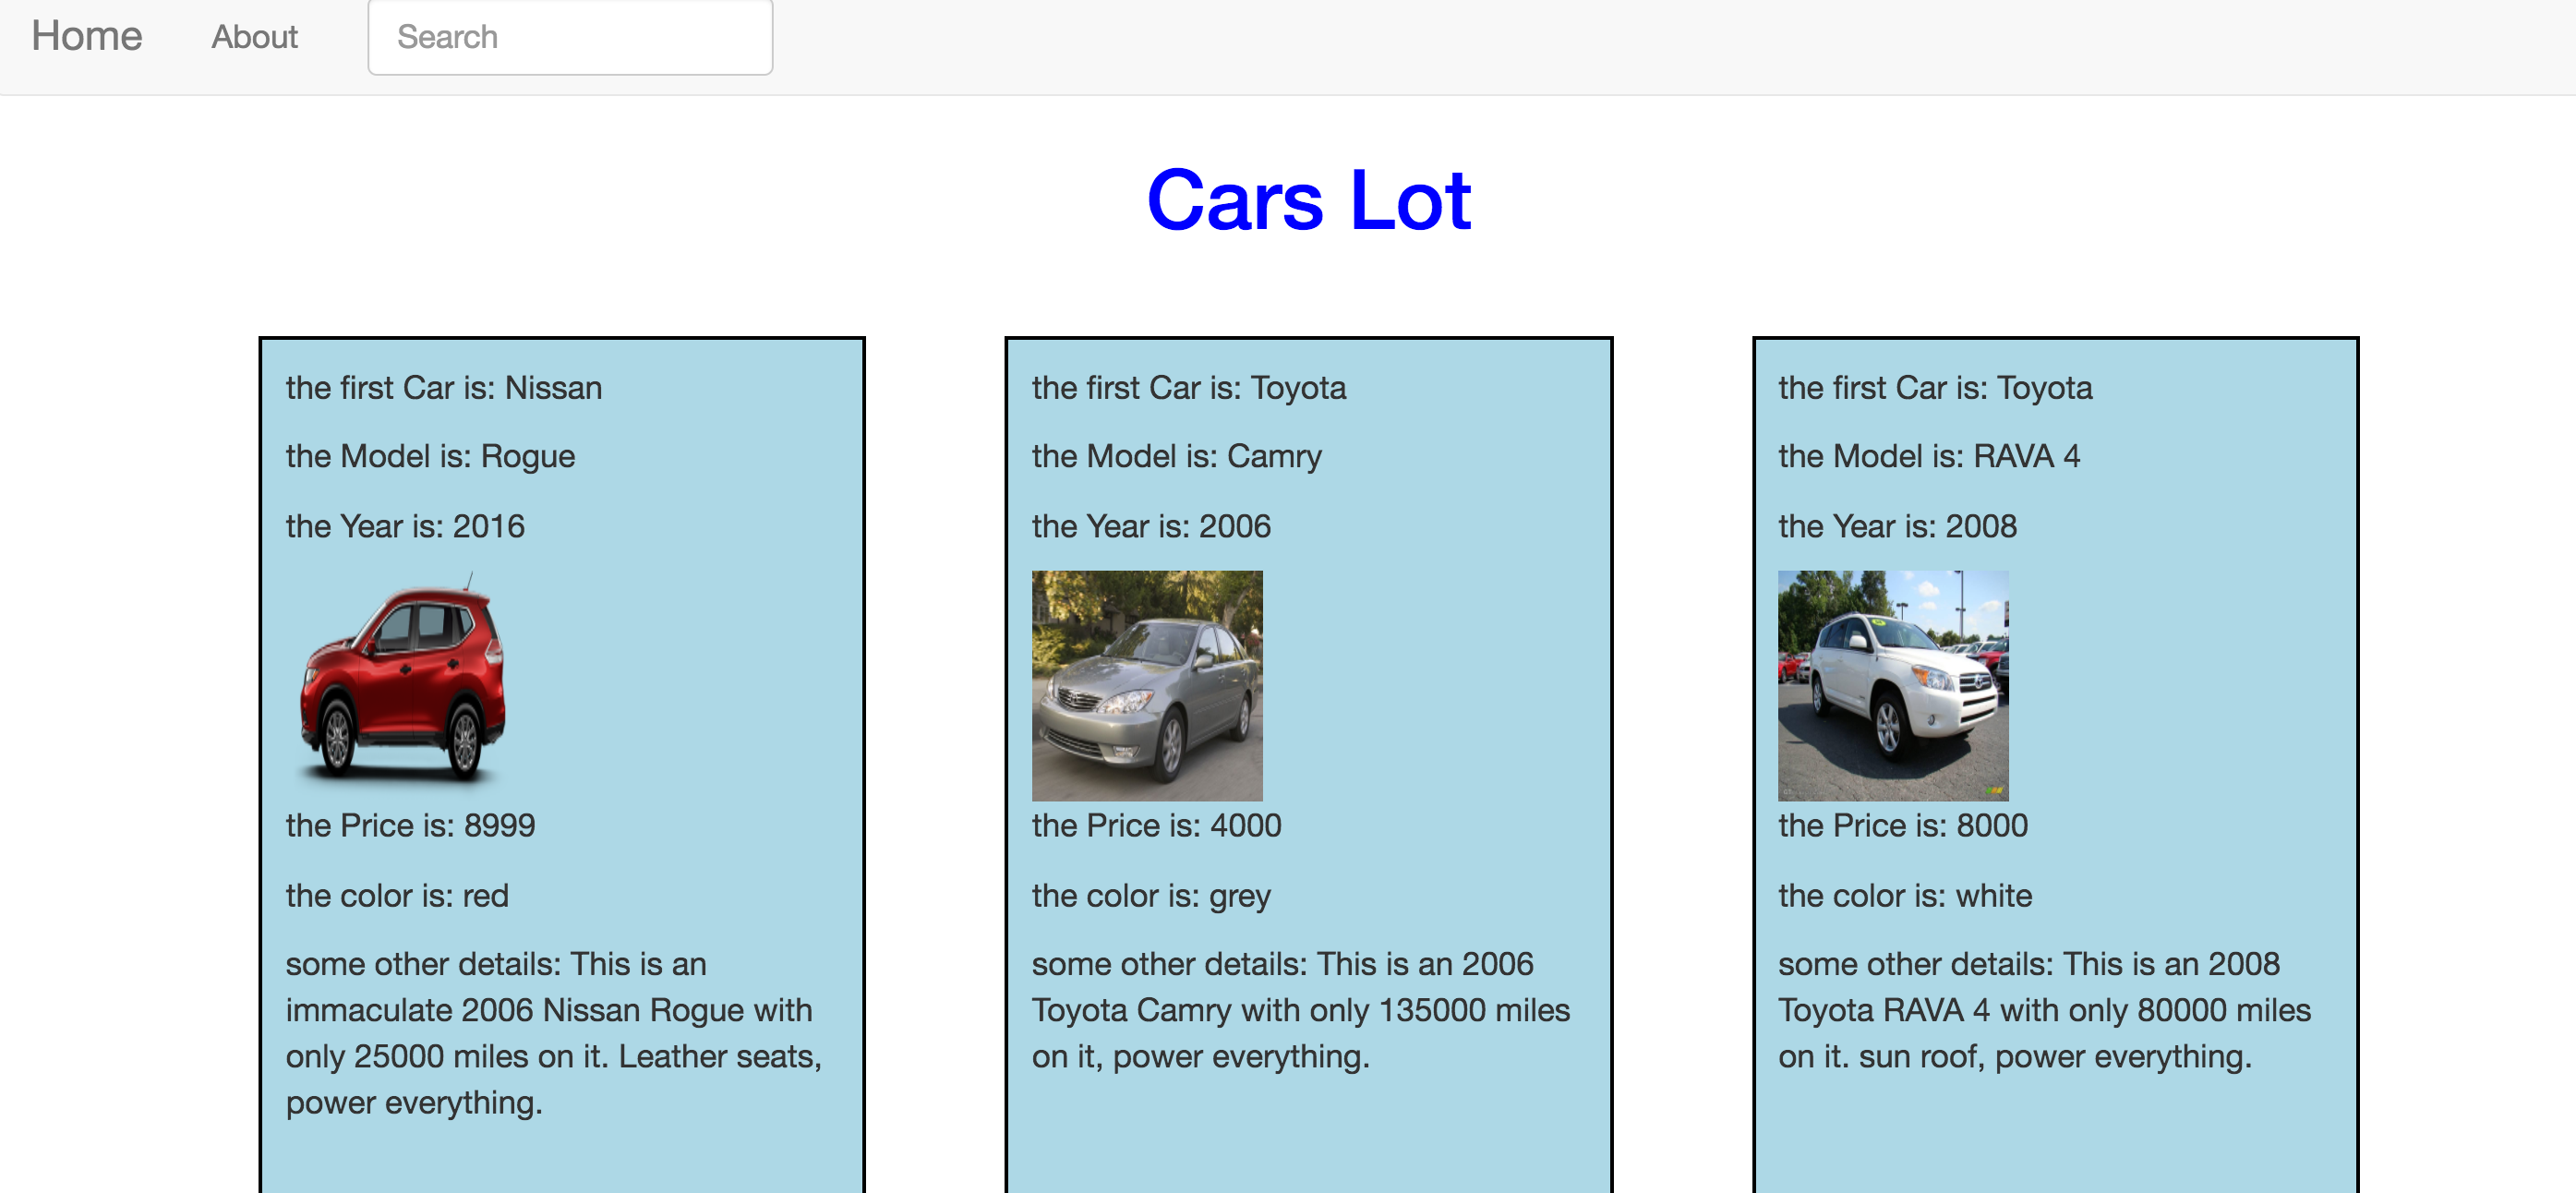 Home About Search
Cars Lot
the first Car is: Nissan
the Model is: Rogue
the Year is: 2016
the Price is: 8999
the color is: red
some other details: This is an
immaculate 2006 Nissan Rogue with
only 25000 miles on it. Leather seats,
power everything.
the first Car is: Toyota
the Model is: Camry
the Year is: 2006
the Price is: 4000
the color is: grey
some other details: This is an 2006
Toyota Camry with only 135000 miles
on it, power everything.
the first Car is: Toyota
the Model is: RAVA 4
the Year is: 2008
the Price is: 8000
the color is: white
some other details: This is an 2008
Toyota RAVA 4 with only 80000 miles
on it. sun roof, power everything.